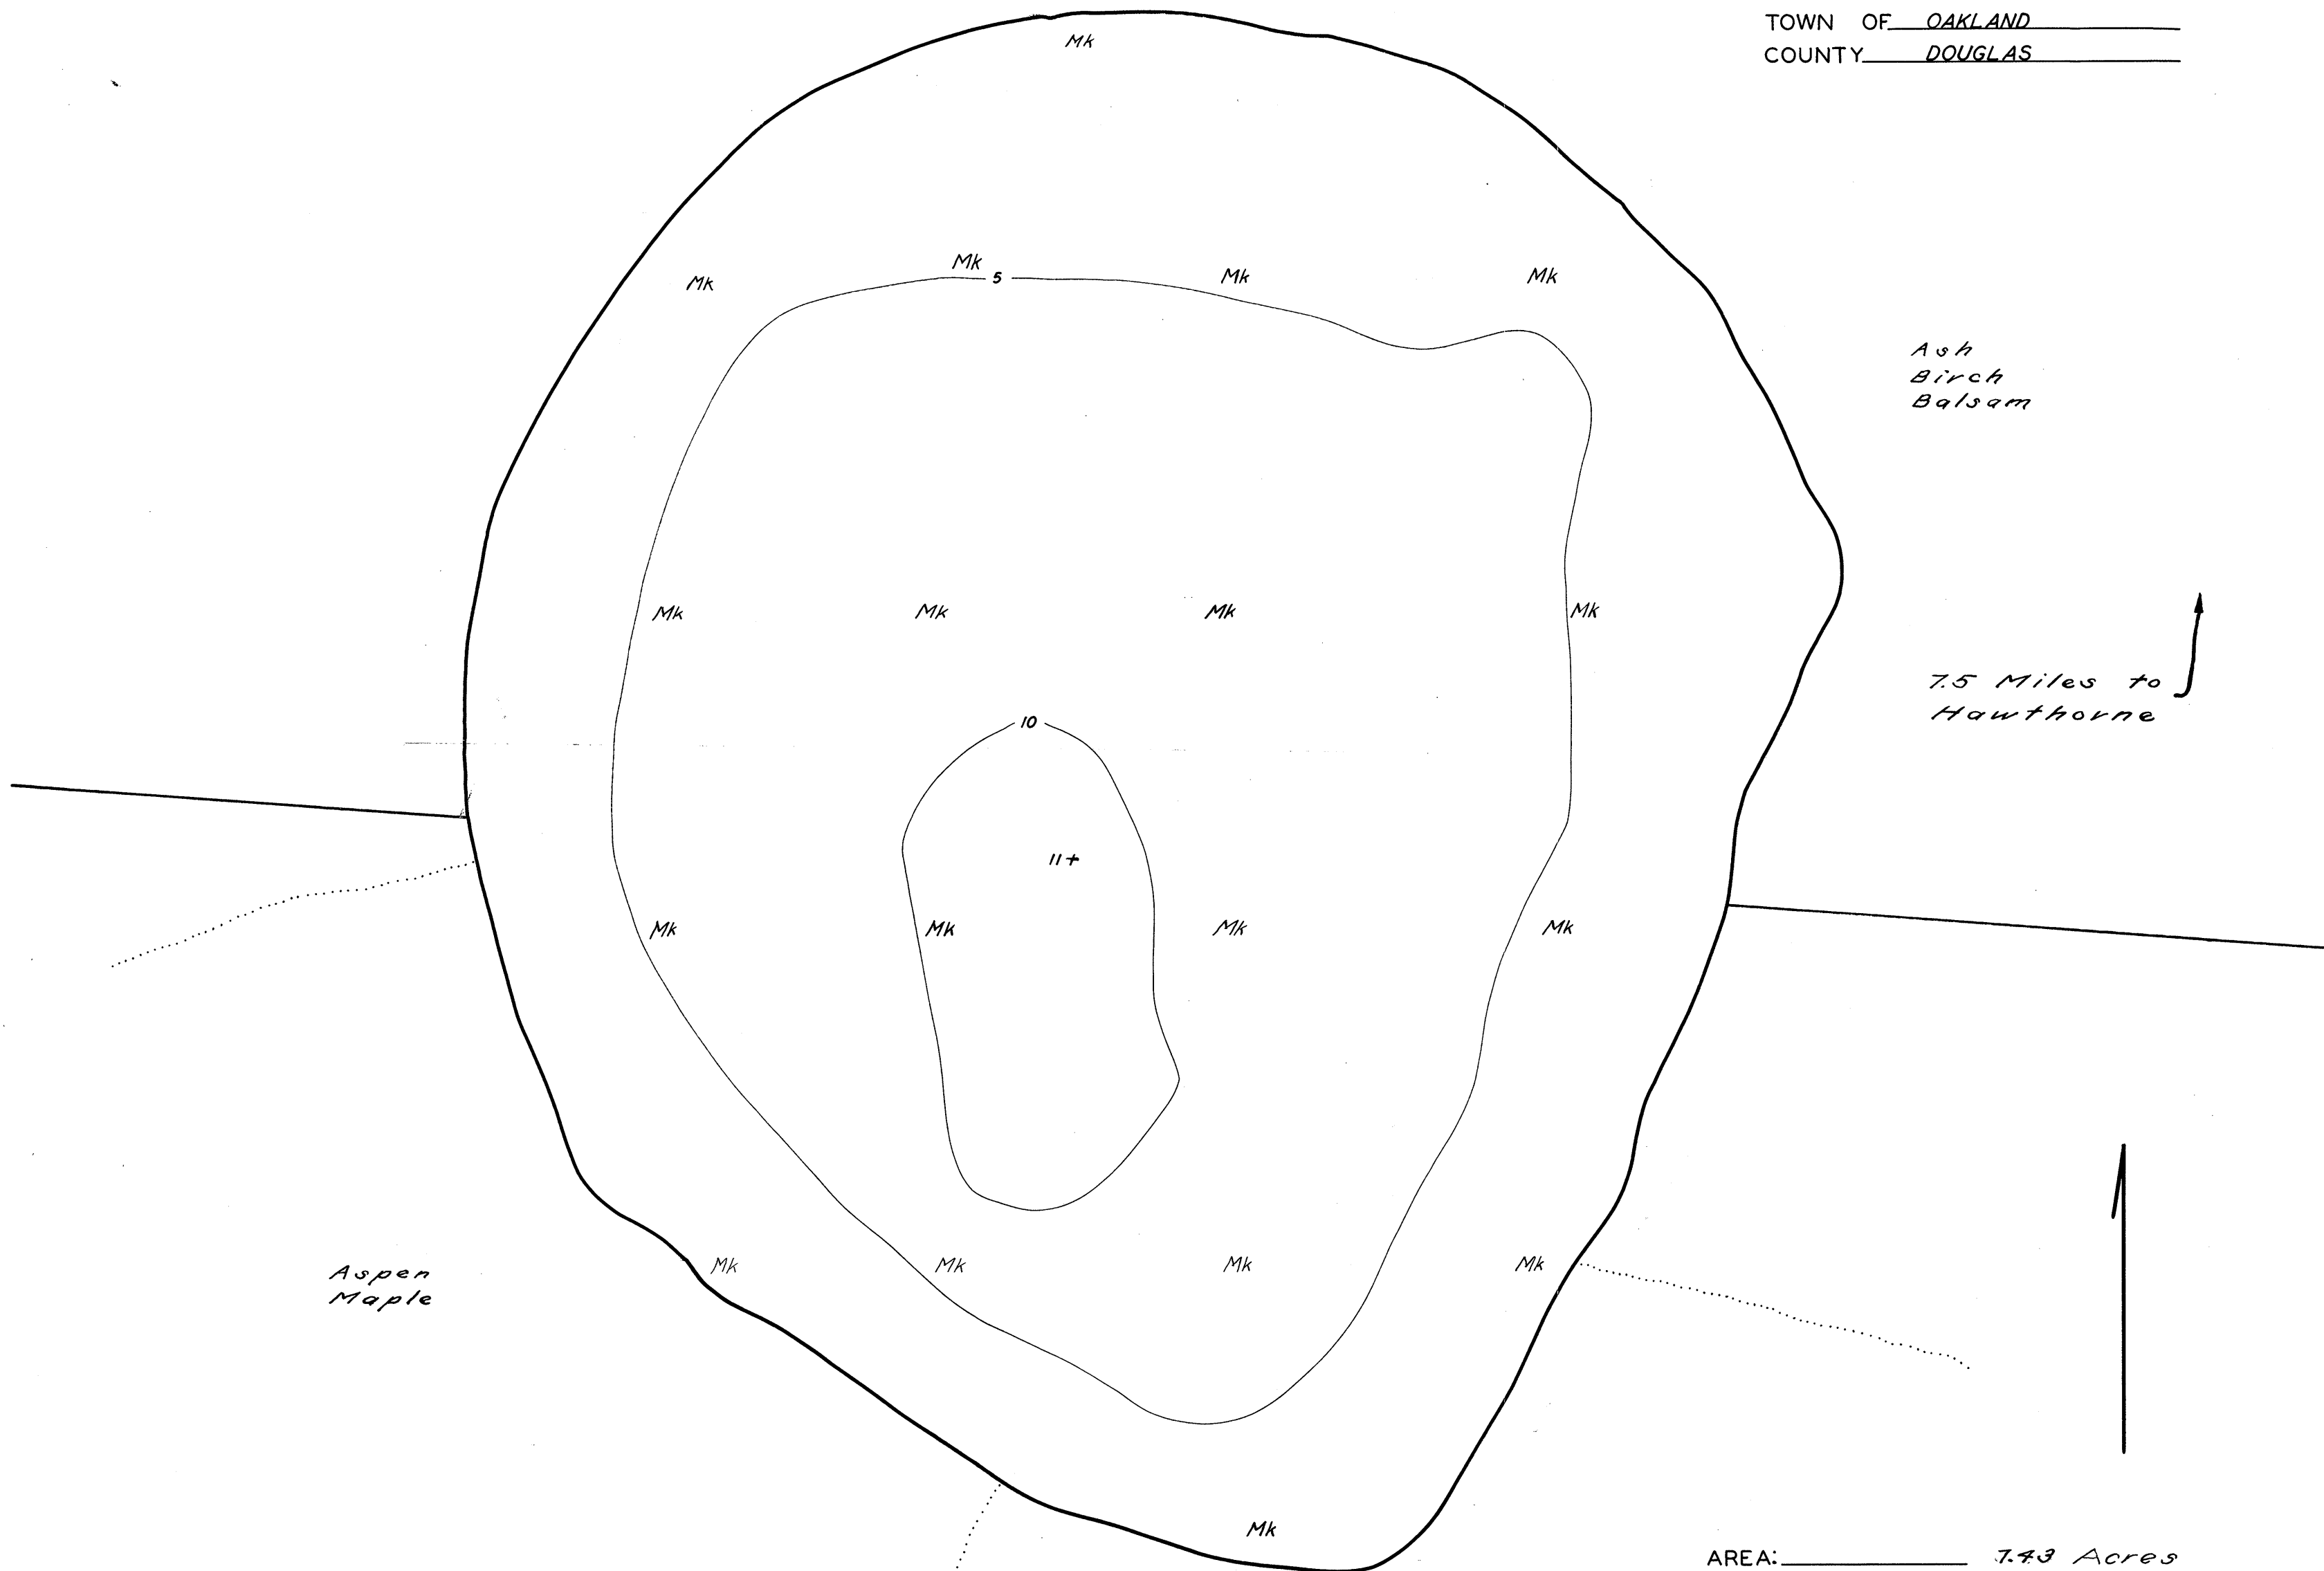 TOWN OF OAKLAND
COUNTY DOUGLAS
Mk
Mk
Mk
5
Mk
Mk
Ash
Birch
Balsam
Mk
Mk
Mk
Mk
7.5 Miles to
Hawthorne
10
11+
Mk
Mk
Mk
Mk
Aspen
Maple
Mk
Mk
Mk
Mk
Mk
AREA: 7.43 Acres